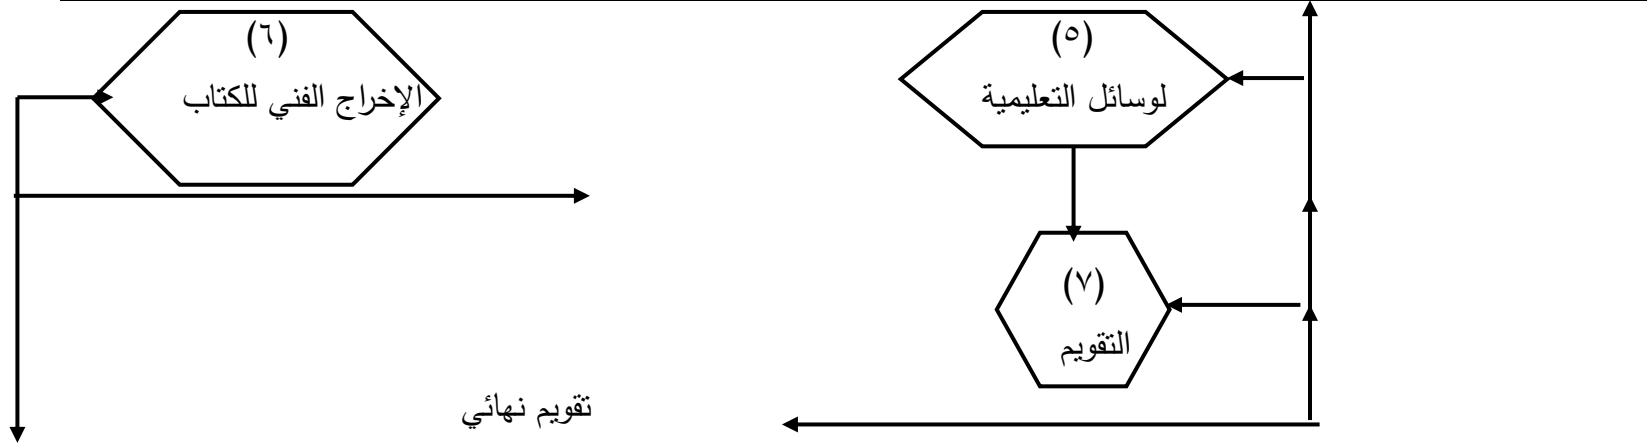 (٥)
لوسائل التعليمية
(٦)
الإخراج الفني للكتاب
(٧)
التقويم
تقويم نهائي